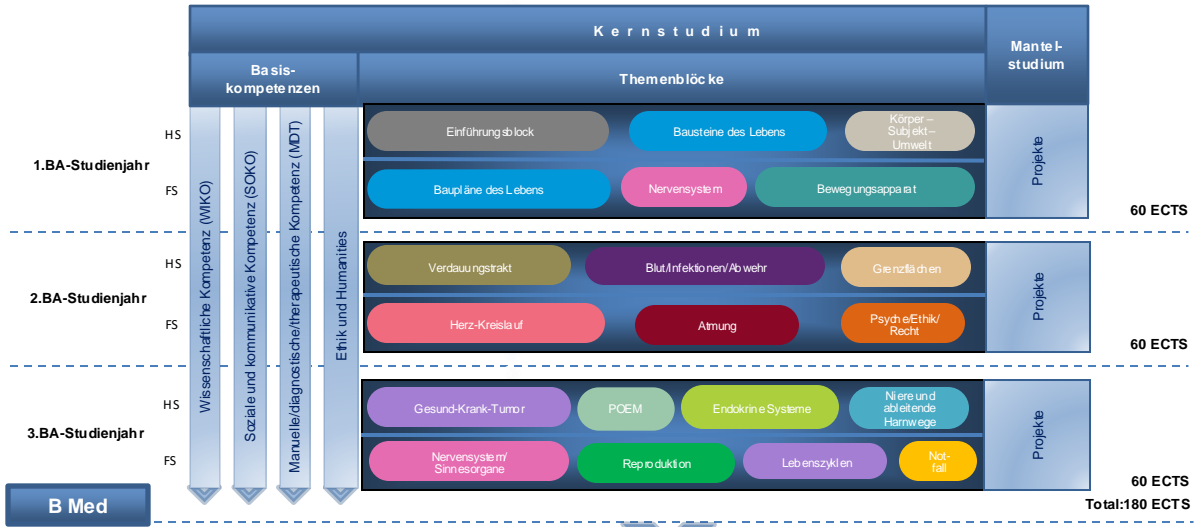 Kernstudium
Mantel-
studium
Basis-
kompetenzen
Themenblöcke
Wissenschaftliche Kompetenz (WIKO)
Soziale und kommunikative Kompetenz (SOKO)
Manuelle/diagnostische/therapeutische Kompetenz (MDT)
Ethik und Humanities
1.BA-Studienjahr
HS
Einführungsblock
Bausteine des Lebens
Körper –
Subjekt –
Umwelt
Projekte
FS
Baupläne des Lebens
Nervensystem
Bewegungsapparat
60 ECTS
2.BA-Studienjahr
HS
Verdauungstrakt
Blut/Infektionen/Abwehr
Grenzflächen
Projekte
FS
Herz-Kreislauf
Atmung
Psyche/Ethik/
Recht
60 ECTS
3.BA-Studienjahr
HS
Gesund-Krank-Tumor
POEM
Endokrine Systeme
Niere und
ableitende
Harnwege
Projekte
FS
Nervensystem/
Sinnesorgane
Reproduktion
Lebenszyklen
Not-
fall
60 ECTS
B Med
Total:180 ECTS